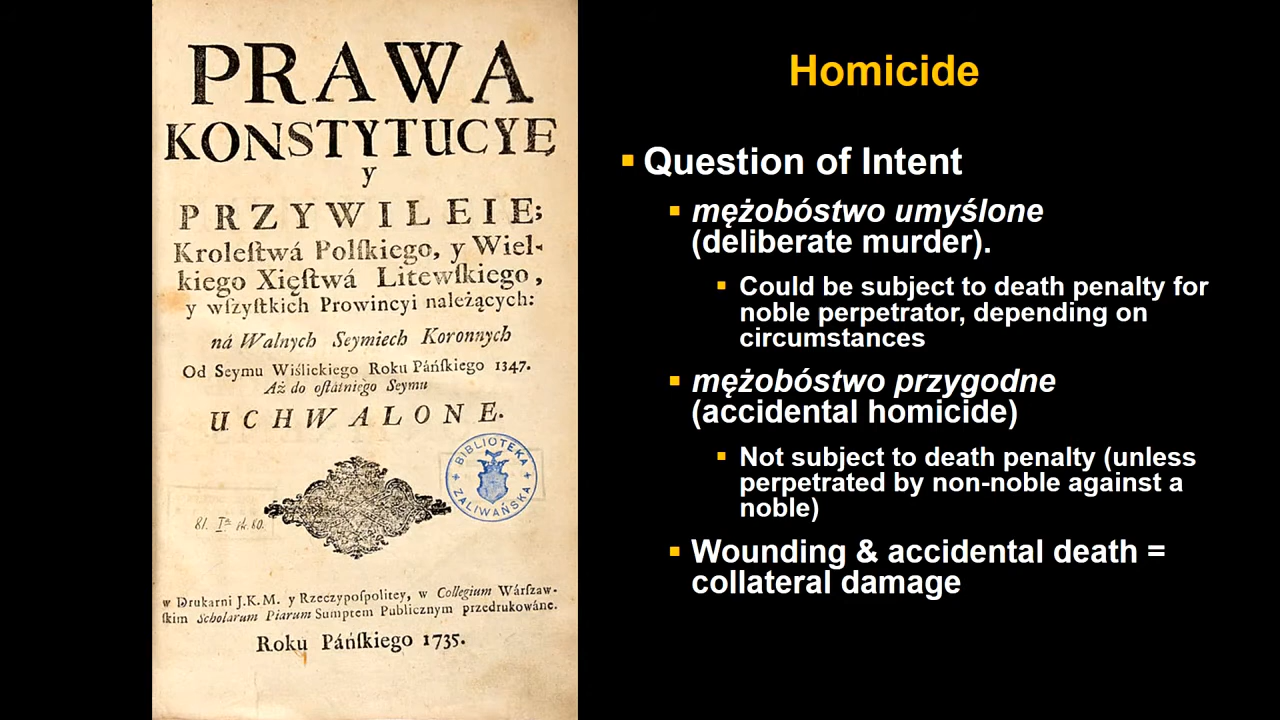 PRAWA
KONSTYTUCYE
y
PRZYWILEIE;
Kroleſtwá Polſkiego, y Wiel-
kiego Xięſtwá Litewſkiego,
y wſzyſtkich Prowincyi należących:
ná Walnych Seymiech Koronnych
Od Seymu Wiślickiego Roku Páńſkiego 1347.
Aż do oſtátniego Seymu
UCHWALONE.
BIBLIOTEKA
ZALIWAŃSKA
w Drukarni J.K.M. y Rzeczypoſpolitey, w Collegium Wárſzaw-
ſkim Scholarum Piarum Sumptem Publicznym przedrukowáne.
Roku Páńſkiego 1735.
Homicide
▪ Question of Intent
▪ mężobóstwo umyślone
(deliberate murder).
▪ Could be subject to death penalty for
noble perpetrator, depending on
circumstances
▪ mężobóstwo przygodne
(accidental homicide)
▪ Not subject to death penalty (unless
perpetrated by non-noble against a
noble)
▪ Wounding & accidental death =
collateral damage